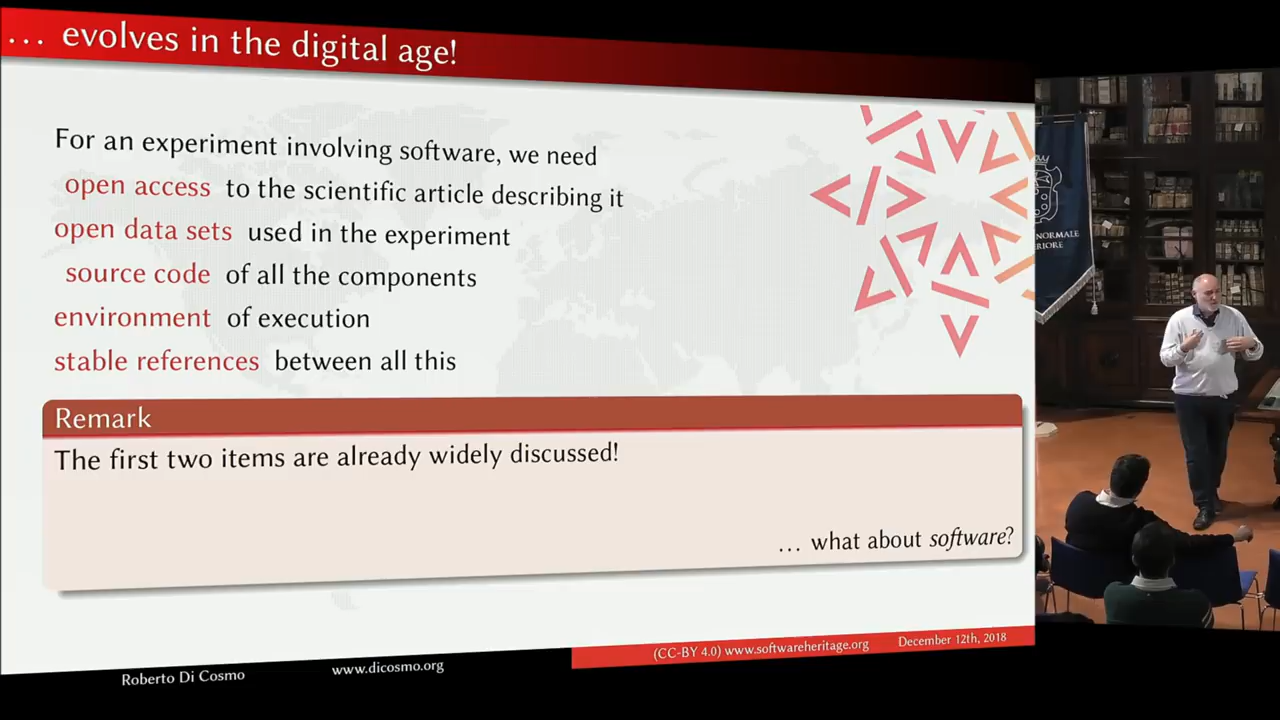 ... evolves in the digital age!
For an experiment involving software, we need
open access to the scientific article describing it
open data sets used in the experiment
source code of all the components
environment of execution
stable references between all this
Remark
The first two items are already widely discussed!
... what about software?
Roberto Di Cosmo
www.dicosmo.org
(CC-BY 4.0) www.softwareheritage.org
December 12th, 2018
NORMALE